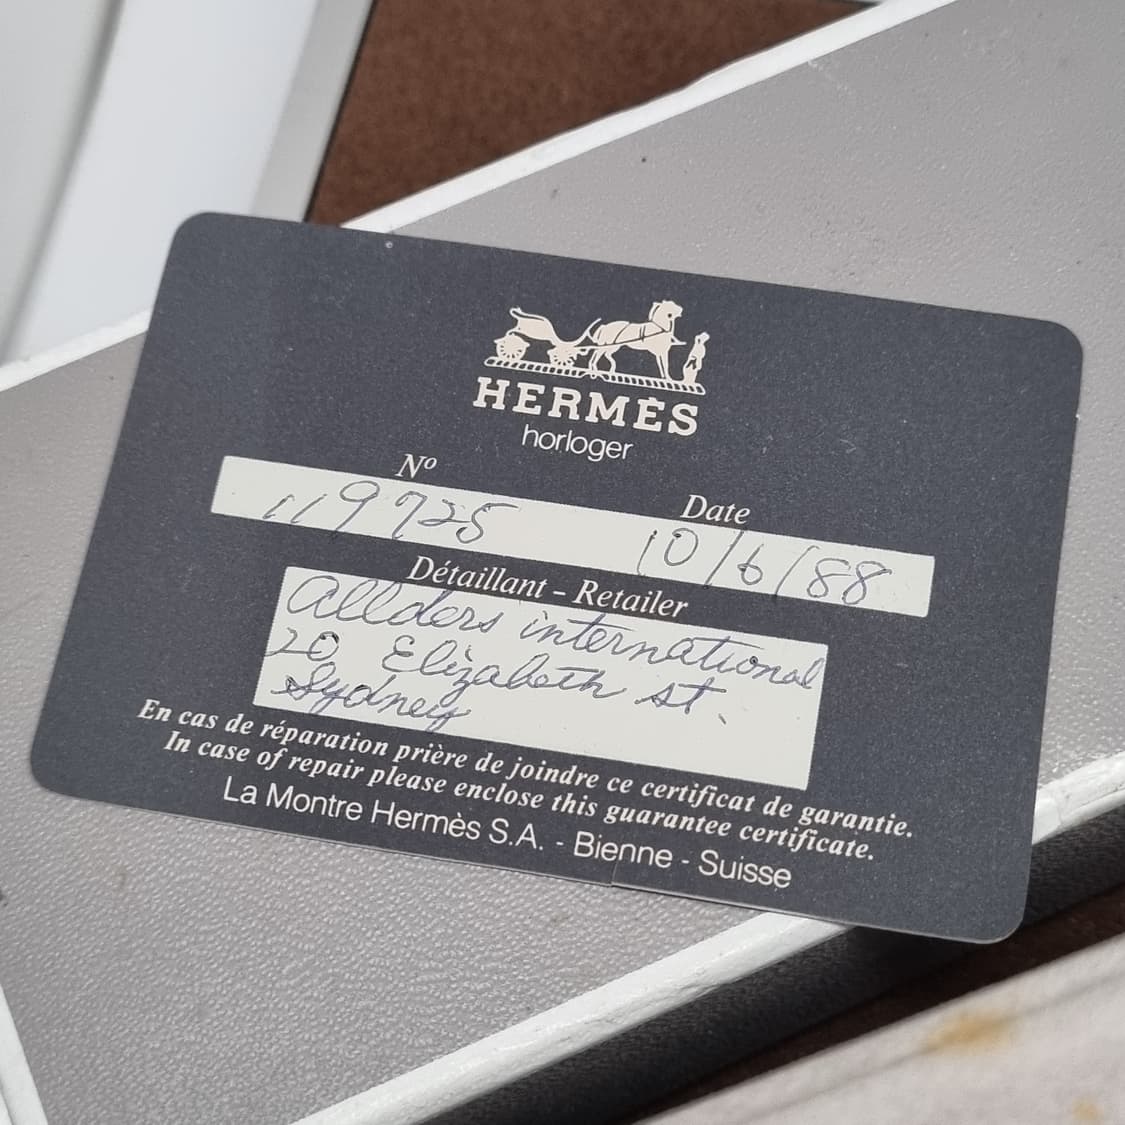 HERMÈS
horloger
Nº
Date
119725
10/6/88
Détaillant - Retailer
Allders international
20 Elizabeth st.
Sydney
En cas de réparation prière de joindre ce certificat de garantie.
In case of repair please enclose this guarantee certificate.
La Montre Hermès S.A. - Bienne - Suisse